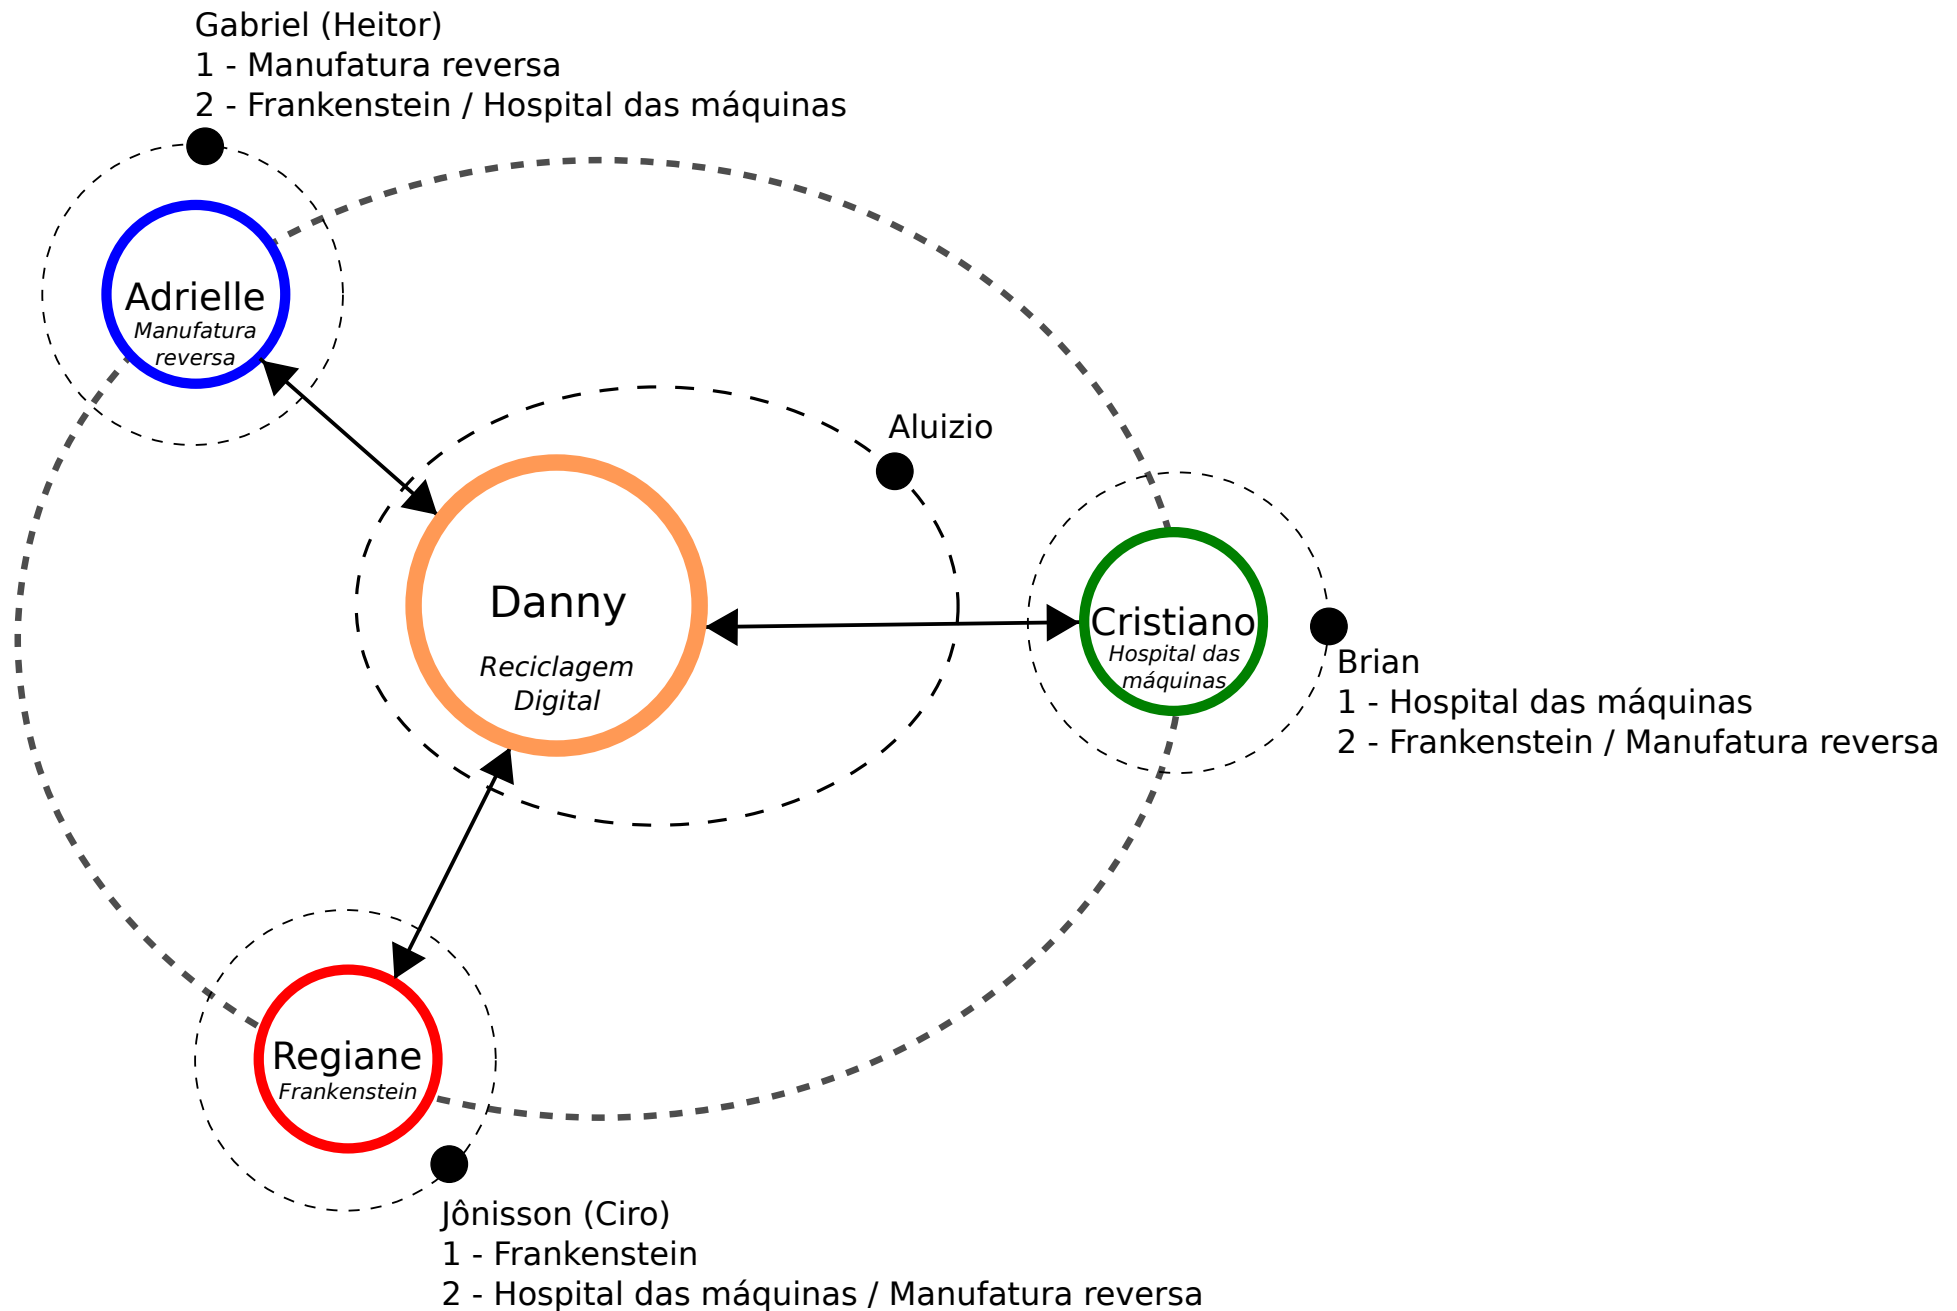 Gabriel (Heitor)
1 - Manufatura reversa
2 - Frankenstein / Hospital das máquinas
Adrielle
Manufatura
reversa
Aluizio
Danny
Reciclagem
Digital
Cristiano
Hospital das
máquinas
Brian
1 - Hospital das máquinas
2 - Frankenstein / Manufatura reversa
Regiane
Frankenstein
Jônisson (Ciro)
1 - Frankenstein
2 - Hospital das máquinas / Manufatura reversa